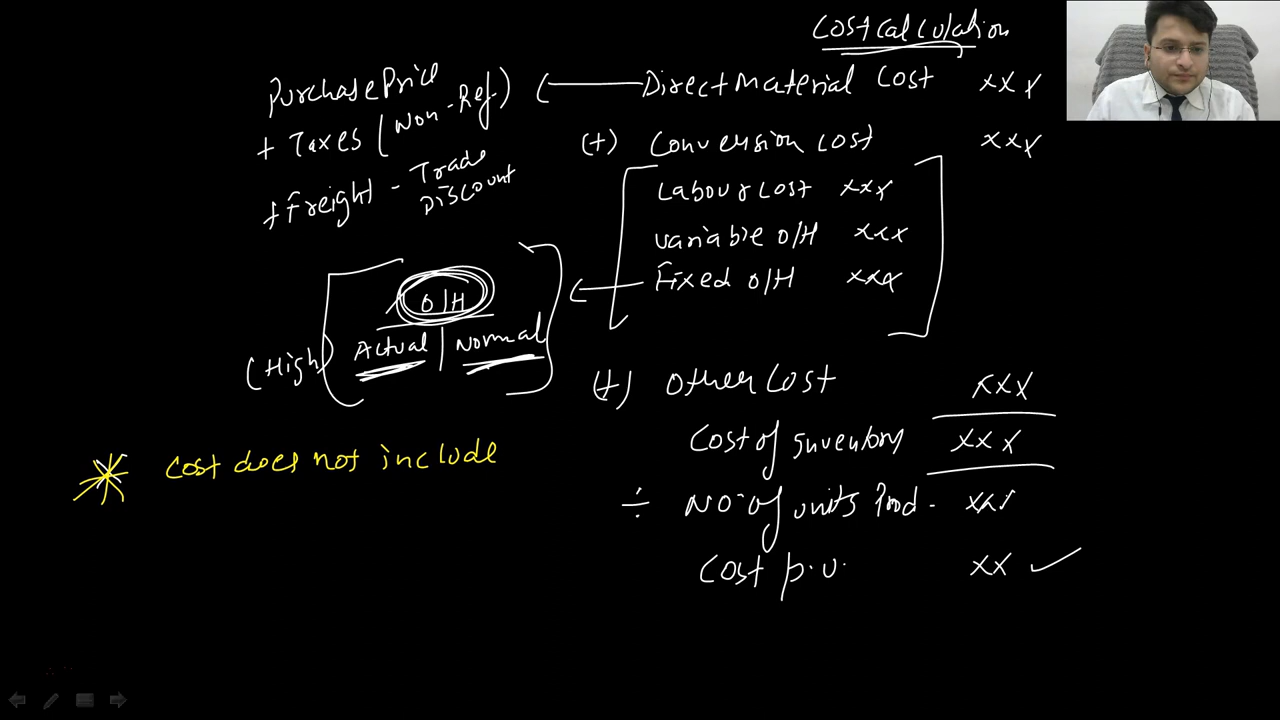 Cost calculation
Purchase Price
+ Taxes (Non-Ref.)
+ Freight - Trade Discount
Direct Material Cost xxx
(+) Conversion Cost xxx
Labour Cost xxx
variable O/H xxx
Fixed O/H xxx
O/H
(High) Actual | Normal
(+) Other Cost xxx
Cost of Inventory xxx
÷ No. of units Prod. xxx
Cost p.u. xx ✓
* Cost does not include